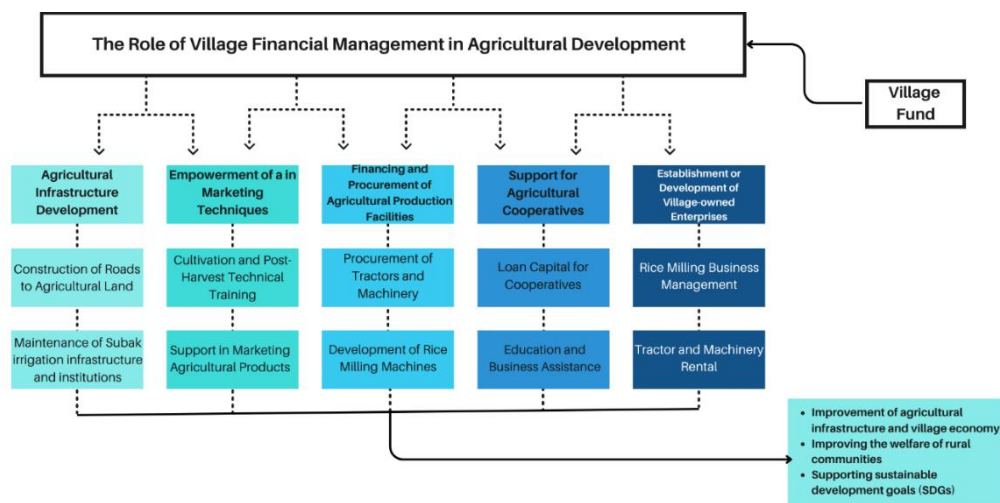 The Role of Village Financial Management in Agricultural Development
Village
Fund
Agricultural
Infrastructure
Development
Empowerment of a in
Marketing
Techniques
Financing and
Procurement of
Agricultural Production
Facilities
Support for
Agricultural
Cooperatives
Establishment or
Development of
Village-owned
Enterprises
Construction of Roads
to Agricultural Land
Cultivation and Post-
Harvest Technical
Training
Procurement of
Tractors and
Machinery
Loan Capital for
Cooperatives
Rice Milling Business
Management
Maintenance of Subak
irrigation infrastructure
and institutions
Support in Marketing
Agricultural Products
Development of Rice
Milling Machines
Education and
Business Assistance
Tractor and Machinery
Rental
• Improvement of agricultural
infrastructure and village economy
• Improving the welfare of rural
communities
• Supporting sustainable
development goals (SDGs)